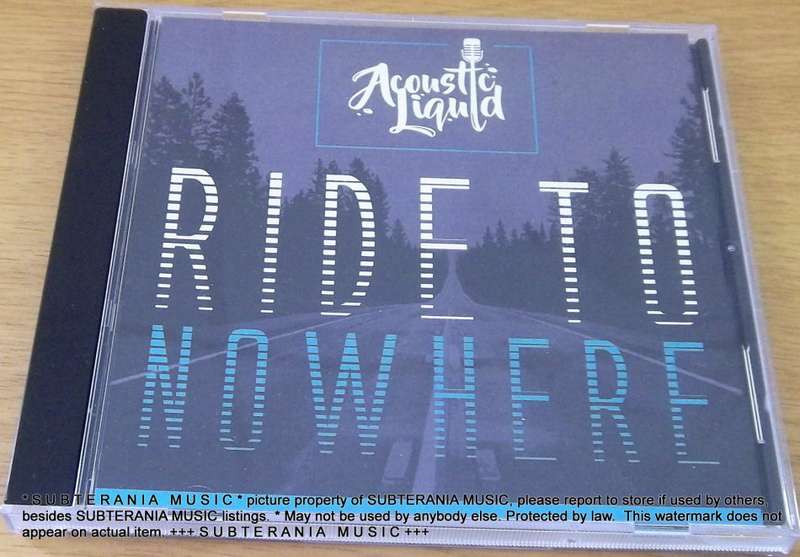 Acoustic
Liquid
RIDE TO
NOWHERE
* S U B T E R A N I A   M U S I C * picture property of SUBTERANIA MUSIC, please report to store if used by others,
besides SUBTERANIA MUSIC listings. * May not be used by anybody else. Protected by law.  This watermark does not
appear on actual item. +++ S U B T E R A N I A   M U S I C +++